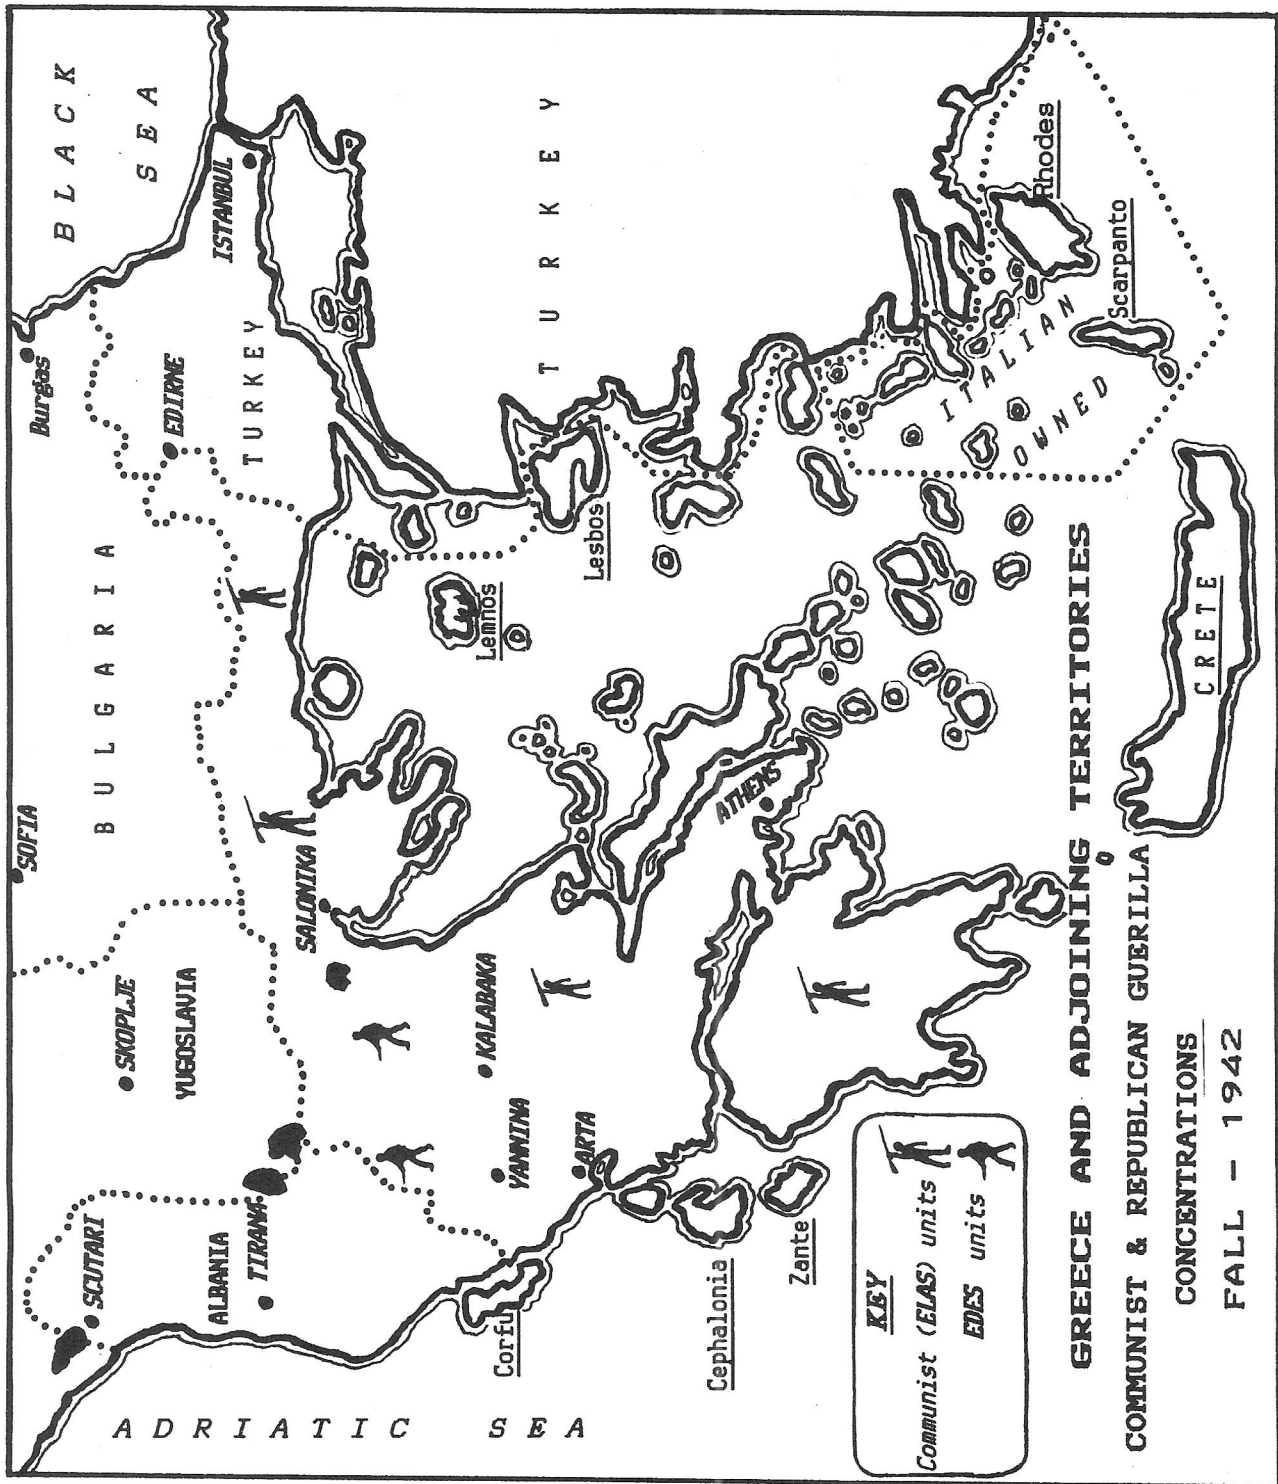 BLACK
SEA
Burgas
ISTANBUL
EDIRNE
TURKEY
BULGARIA
SOFIA
TURKEY
SKOPLJE
YUGOSLAVIA
SALONIKA
SCUTARI
ALBANIA
TIRANA
KALABAKA
YANNINA
ARTA
Lemnos
Lesbos
ATHENS
Corfu
Cephalonia
Zante
ADRIATIC SEA
ITALIAN
OWNED
Rhodes
Scarpanto
CRETE
KEY
Communist (ELAS) units
EDES units
GREECE AND ADJOINING TERRITORIES
COMMUNIST & REPUBLICAN GUERILLA
CONCENTRATIONS
FALL - 1942